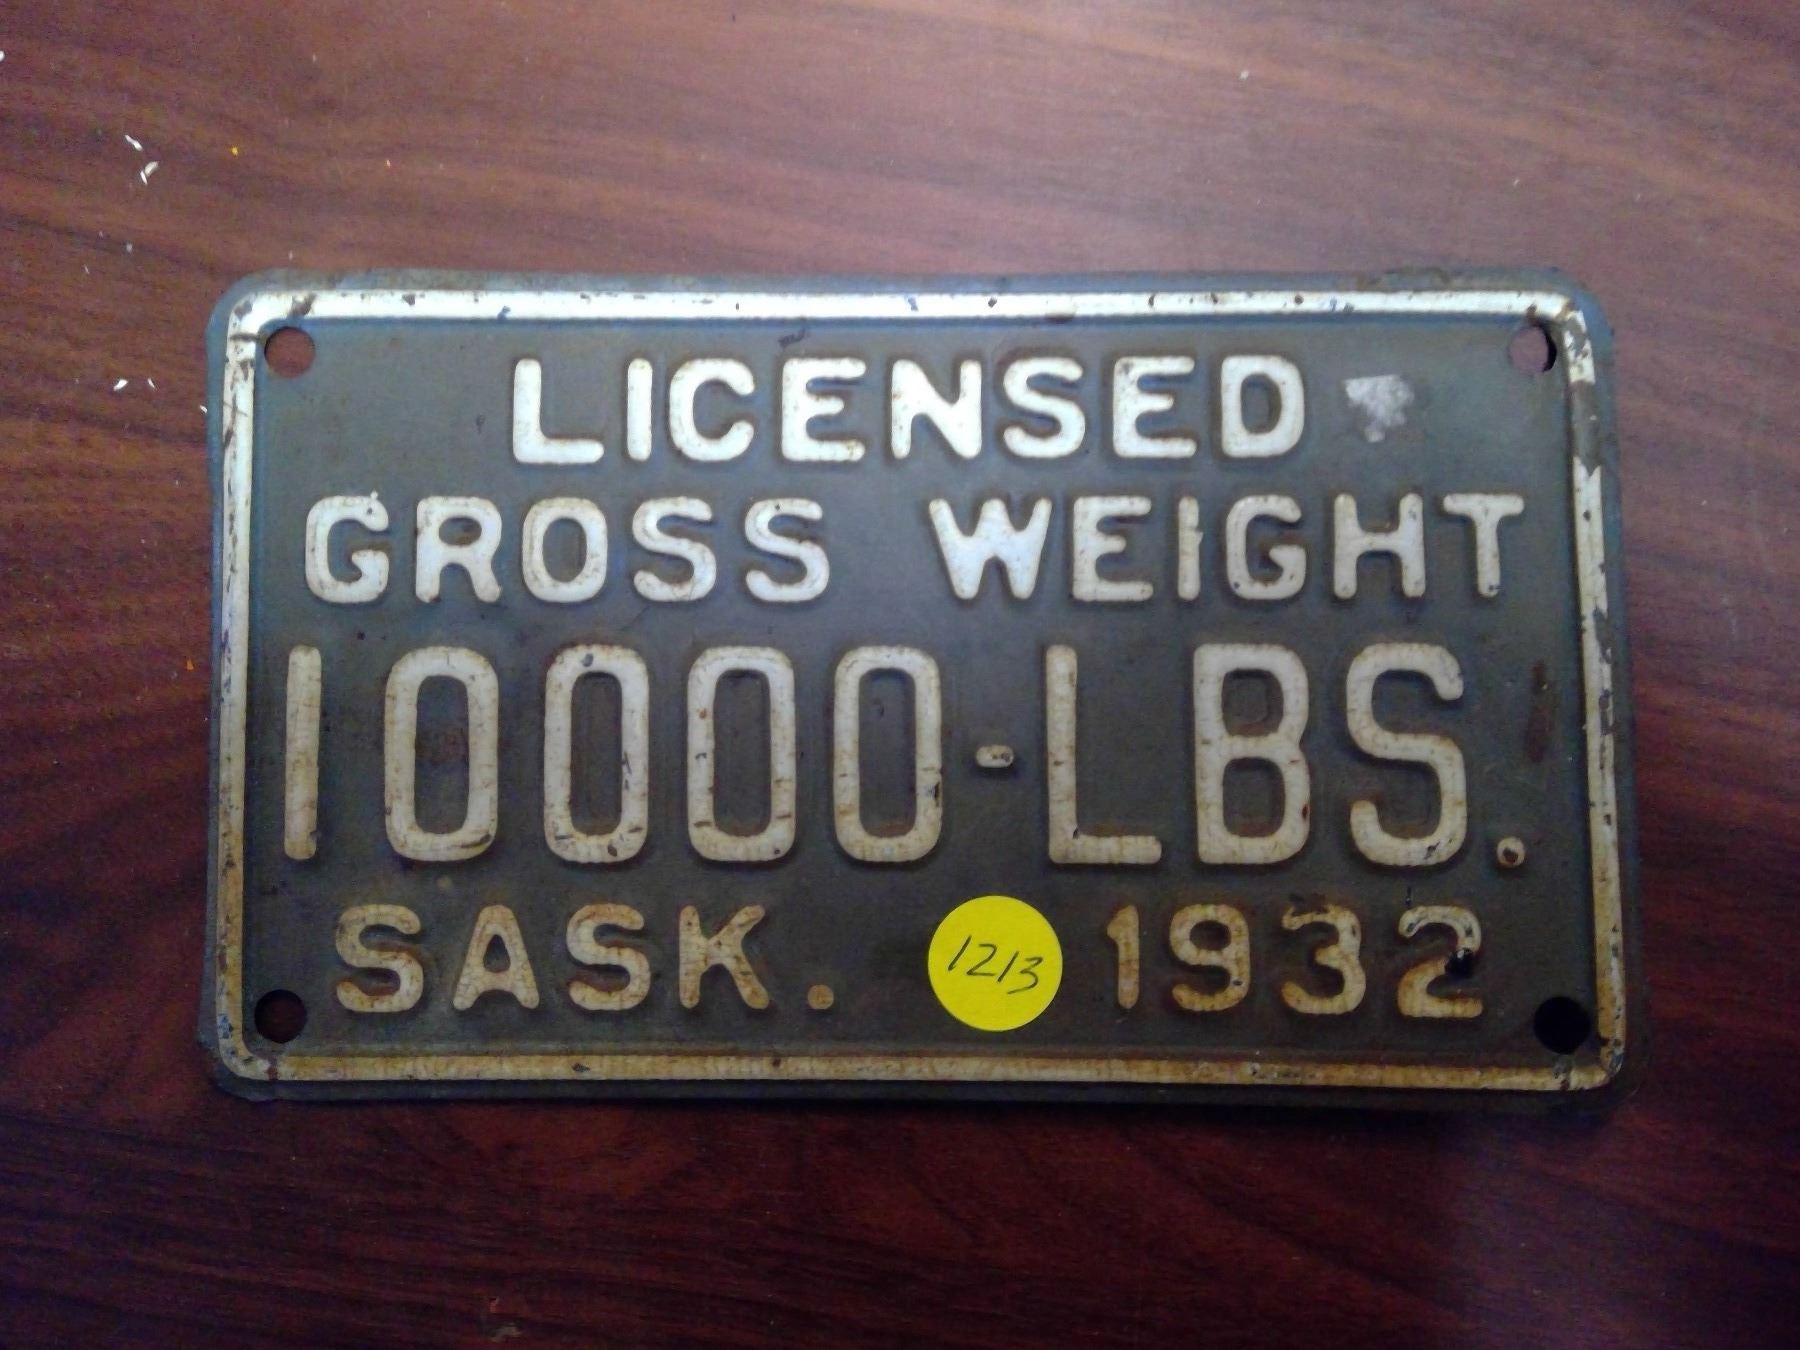 LICENSED
GROSS WEIGHT
10000-LBS.
SASK. 1213 1932